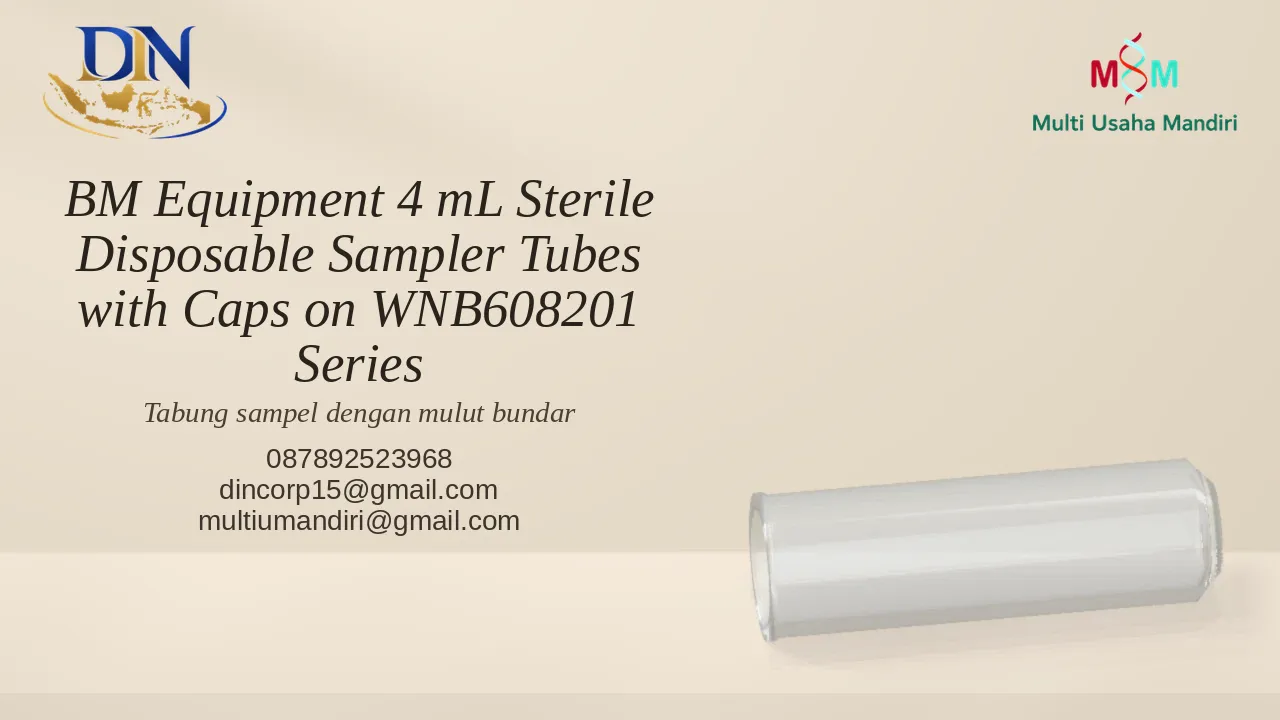 DN
M M
Multi Usaha Mandiri
BM Equipment 4 mL Sterile
Disposable Sampler Tubes
with Caps on WNB608201
Series
Tabung sampel dengan mulut bundar
087892523968
dincorp15@gmail.com
multiumandiri@gmail.com